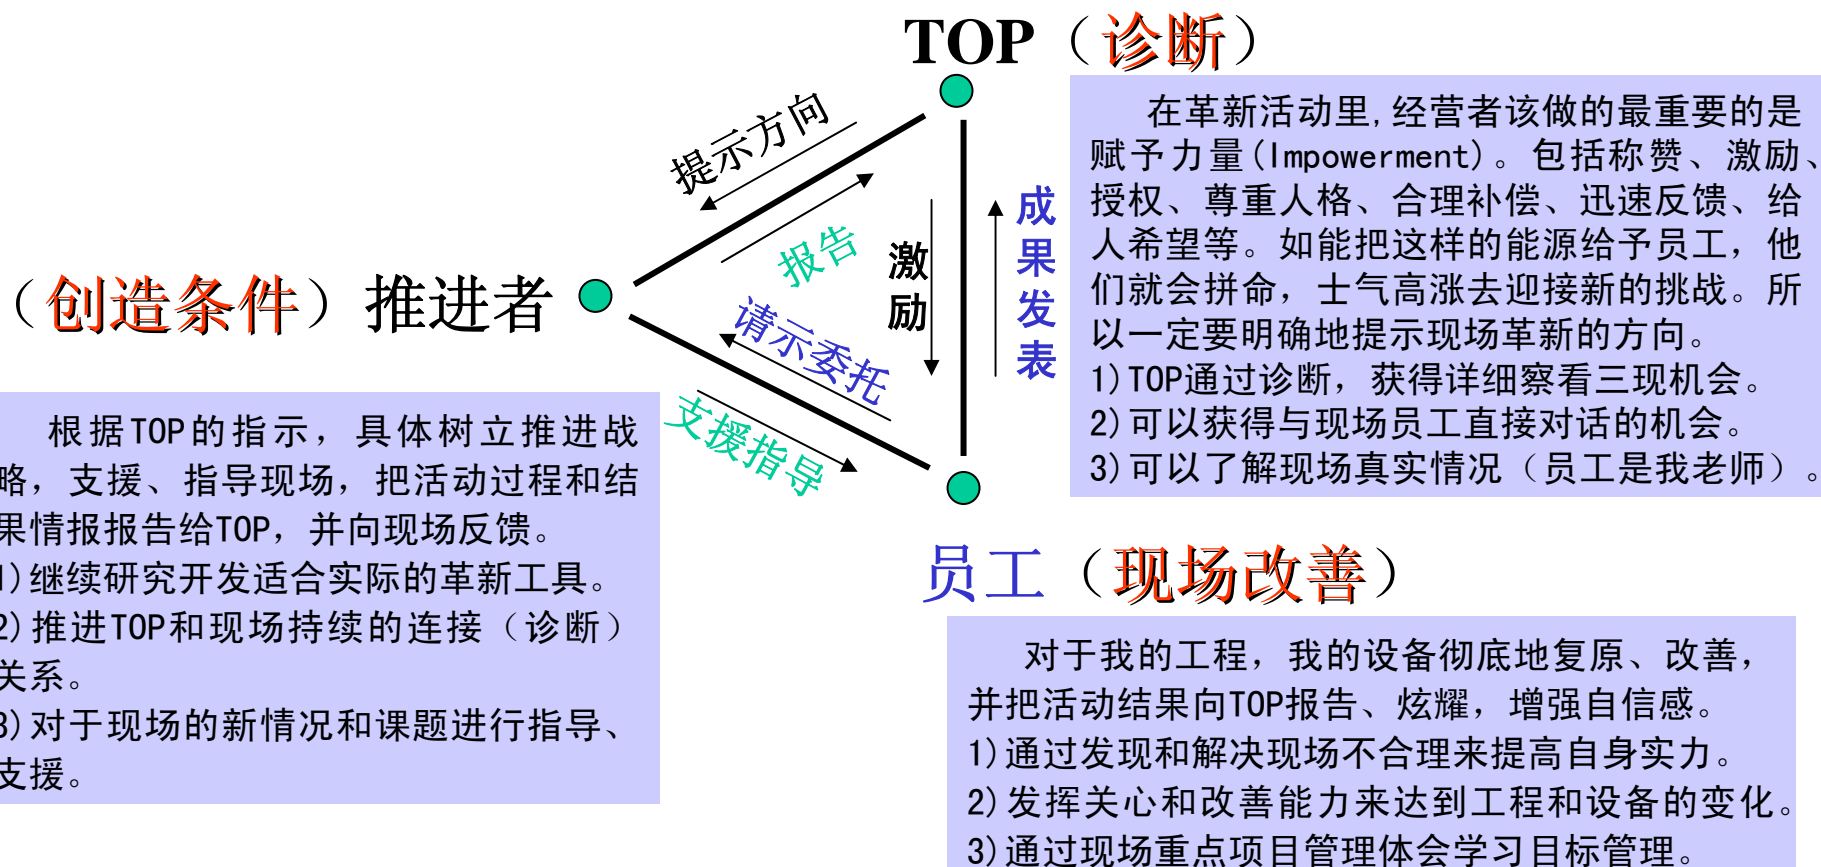 TOP（诊断）
在革新活动里,经营者该做的最重要的是
赋予力量(Impowerment)。包括称赞、激励、
授权、尊重人格、合理补偿、迅速反馈、给
人希望等。如能把这样的能源给予员工，他
们就会拼命，士气高涨去迎接新的挑战。所
以一定要明确地提示现场革新的方向。
1)TOP通过诊断，获得详细察看三现机会。
2)可以获得与现场员工直接对话的机会。
3)可以了解现场真实情况（员工是我老师）。
提示方向
报告
激励
成果发表
（创造条件）推进者
请示委托
支援指导
根据TOP的指示，具体树立推进战
略，支援、指导现场，把活动过程和结
果情报报告给TOP，并向现场反馈。
1)继续研究开发适合实际的革新工具。
2)推进TOP和现场持续的连接（诊断）
关系。
3)对于现场的新情况和课题进行指导、
支援。
员工（现场改善）
对于我的工程，我的设备彻底地复原、改善，
并把活动结果向TOP报告、炫耀，增强自信感。
1)通过发现和解决现场不合理来提高自身实力。
2)发挥关心和改善能力来达到工程和设备的变化。
3)通过现场重点项目管理体会学习目标管理。